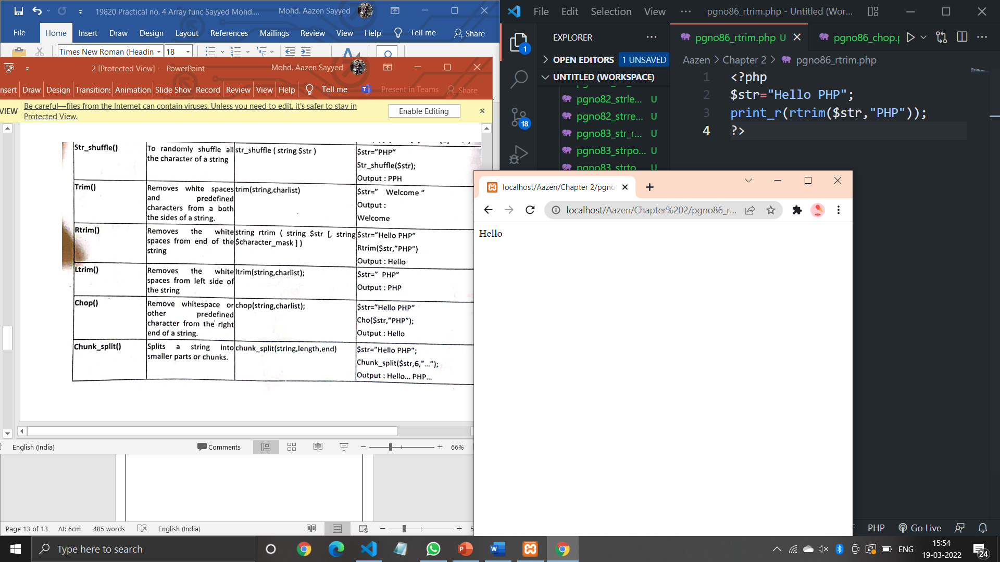 19820 Practical no. 4 Array func Sayyed Mohd....
Mohd. Aazen Sayyed
File Home Insert Draw Design Layout References Mailings Review View Help Tell me Share
Times New Roman (Headin 18
2 [Protected View] - PowerPoint
Mohd. Aazen Sayyed
nsert Draw Design Transitions Animation Slide Shov Record Review View Help Tell me Present in Teams Share
VIEW
Be careful—files from the Internet can contain viruses. Unless you need to edit, it's safer to stay in
Protected View.
Enable Editing
Str_shuffle()
To randomly shuffle all
the character of a string
str_shuffle ( string $str )
$str="PHP"
Str_shuffle($str);
Output : PPH
Trim()
Removes white spaces
and predefined
characters from a both
the sides of a string.
trim(string,charlist)
$str=" Welcome "
Output :
Welcome
Rtrim()
Removes the white
spaces from end of the
string
string rtrim ( string $str [, string
$character_mask ] )
$str="Hello PHP"
Rtrim($str,"PHP")
Output : Hello
Ltrim()
Removes the white
spaces from left side of
the string
ltrim(string,charlist);
$str=" PHP"
Output : PHP
Chop()
Remove whitespace or
other predefined
character from the right
end of a string.
chop(string,charlist);
$str="Hello PHP"
Cho($str,"PHP");
Output : Hello
Chunk_split()
Splits a string into
smaller parts or chunks.
chunk_split(string,length,end)
$str="Hello PHP";
Chunk_split($str,6,"...");
Output : Hello... PHP...
English (India) Comments 66%
Page 13 of 13 At: 6cm 485 words English (India) 5
File Edit Selection View ··· pgno86_rtrim.php - Untitled (Wor...
1
18
EXPLORER
OPEN EDITORS 1 UNSAVED
UNTITLED (WORKSPACE)
pgno82_strle... U
pgno82_strre... U
pgno83_str_r... U
pgno83_strpo... U
pgno83_strto U
pgno86_rtrim.php U
pgno86_chop.p
Aazen > Chapter 2 > pgno86_rtrim.php
1 <?php
2 $str="Hello PHP";
3 print_r(rtrim($str,"PHP"));
4 ?>
localhost/Aazen/Chapter 2/pgno
localhost/Aazen/Chapter%202/pgno86_r...
Hello
F PHP Go Live
Type here to search
ENG
15:54
19-03-2022
24